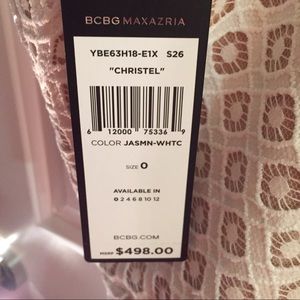 BCBGMAXAZRIA
YBE63H18-E1X S26
"CHRISTEL"
6 12000 75336 9
COLOR JASMN-WHTC
SIZE 0
AVAILABLE IN
0 2 4 6 8 10 12
BCBG.COM
MSRP $498.00